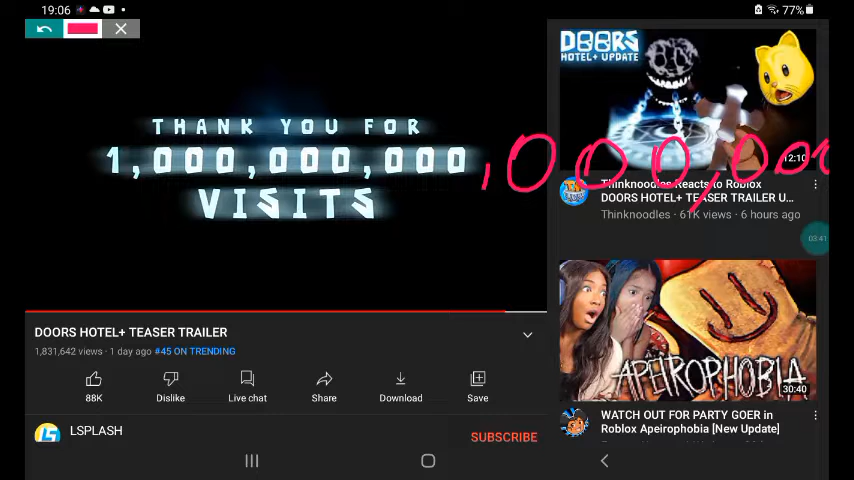 19:06
77%
THANK YOU FOR
1,000,000,000
,000,000
VISITS
DOORS
HOTEL+ UPDATE
12:10
Thinknoodles Reacts to Roblox
DOORS HOTEL+ TEASER TRAILER U...
Thinknoodles · 61K views · 6 hours ago
03:41
DOORS HOTEL+ TEASER TRAILER
1,831,642 views · 1 day ago #45 ON TRENDING
88K
Dislike
Live chat
Share
Download
Save
LSPLASH
SUBSCRIBE
APEIROPHOBIA
30:40
WATCH OUT FOR PARTY GOER in
Roblox Apeirophobia [New Update]